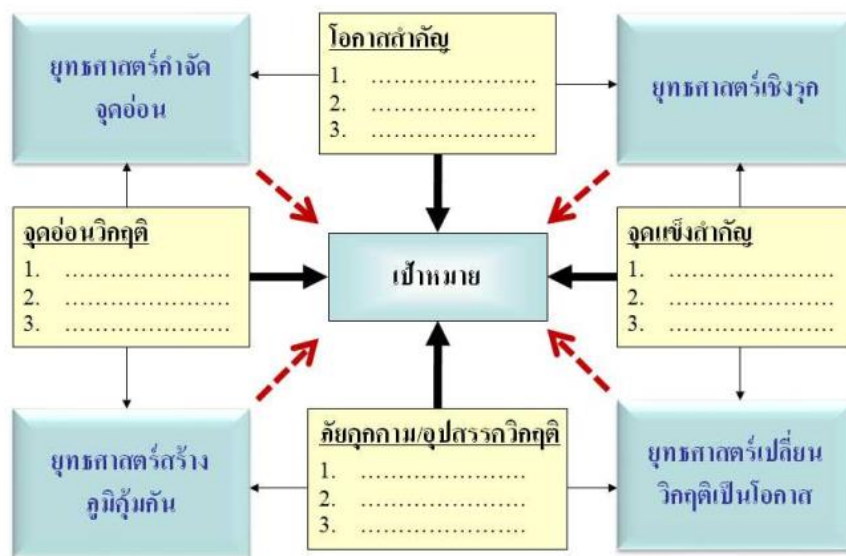 ยุทธศาสตร์กำจัด
จุดอ่อน
โอกาสสำคัญ
1. ........................
2. ........................
3. ........................
ยุทธศาสตร์เชิงรุก
จุดอ่อนวิกฤติ
1. ........................
2. ........................
3. ........................
เป้าหมาย
จุดแข็งสำคัญ
1. ........................
2. ........................
3. ........................
ยุทธศาสตร์สร้าง
ภูมิคุ้มกัน
ภัยคุกคาม/อุปสรรควิกฤติ
1. ........................
2. ........................
3. ........................
ยุทธศาสตร์เปลี่ยน
วิกฤติเป็นโอกาส